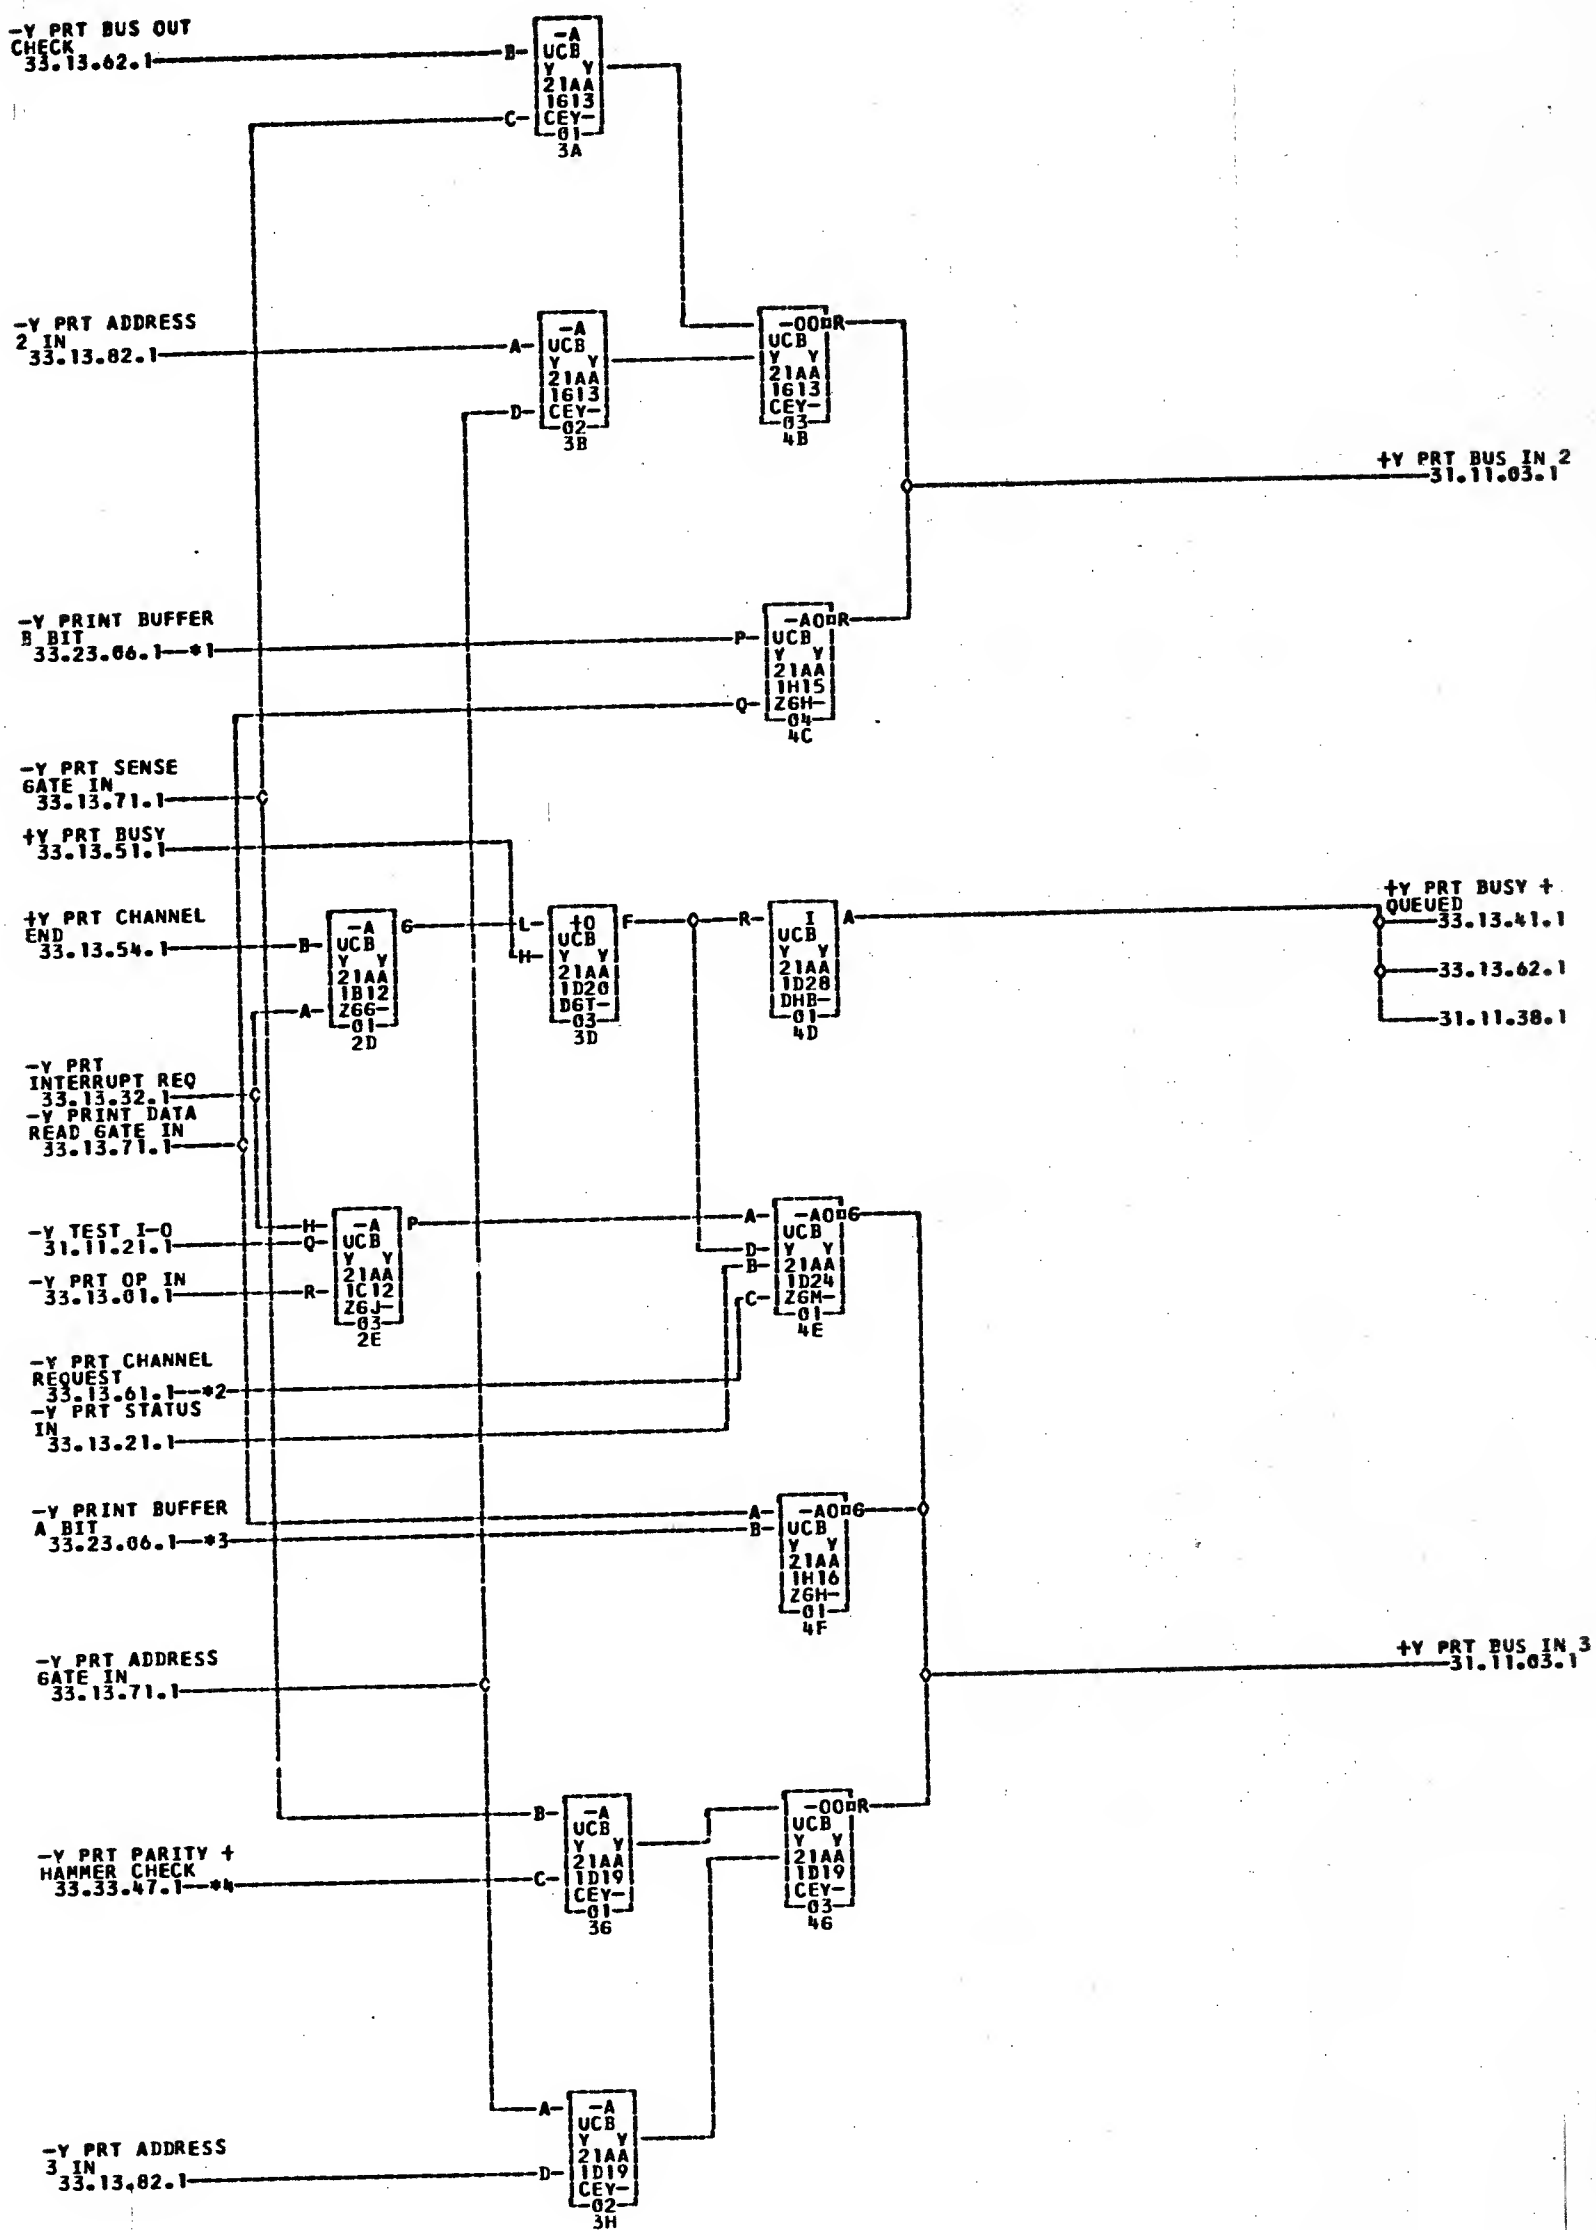 -Y PRT BUS OUT
CHECK
33.13.62.1
B-
-A
UCB
Y Y
21AA
1613
CEY-
01
3A
C-
-Y PRT ADDRESS
2 IN
33.13.82.1
A-
-A
UCB
Y Y
21AA
1613
CEY-
02
3B
D-
-OO R
UCB
Y Y
21AA
1613
CEY-
03
4B
+Y PRT BUS IN 2
31.11.03.1
-Y PRINT BUFFER
B BIT
33.23.06.1--*1
P-
-AO R
UCB
Y Y
21AA
1H15
ZGH-
04
4C
Q-
-Y PRT SENSE
GATE IN
33.13.71.1
+Y PRT BUSY
33.13.51.1
+Y PRT CHANNEL
END
33.13.54.1
B-
-A G
UCB
Y Y
21AA
1B12
ZGG-
01
2D
A-
L-
H-
+O F
UCB
Y Y
21AA
1D20
DGT-
03
3D
R-
I A
UCB
Y Y
21AA
1D28
DHB-
01
4D
+Y PRT BUSY +
QUEUED
33.13.41.1
33.13.62.1
31.11.38.1
-Y PRT
INTERRUPT REQ
33.13.32.1
-Y PRINT DATA
READ GATE IN
33.13.71.1
-Y TEST I-O
31.11.21.1
-Y PRT OP IN
33.13.01.1
H-
Q-
R-
-A P
UCB
Y Y
21AA
1C12
ZGJ-
03
2E
A-
D-
B-
C-
-AO G
UCB
Y Y
21AA
1D24
ZGM-
01
4E
-Y PRT CHANNEL
REQUEST
33.13.61.1--*2
-Y PRT STATUS
IN
33.13.21.1
-Y PRINT BUFFER
A BIT
33.23.06.1--*3
A-
B-
-AO G
UCB
Y Y
21AA
1H16
ZGH-
01
4F
-Y PRT ADDRESS
GATE IN
33.13.71.1
+Y PRT BUS IN 3
31.11.03.1
B-
-A
UCB
Y Y
21AA
1D19
CEY-
01
3G
C-
-OO R
UCB
Y Y
21AA
1D19
CEY-
03
4G
-Y PRT PARITY +
HAMMER CHECK
33.33.47.1--*4
A-
-A
UCB
Y Y
21AA
1D19
CEY-
02
3H
D-
-Y PRT ADDRESS
3 IN
33.13.82.1